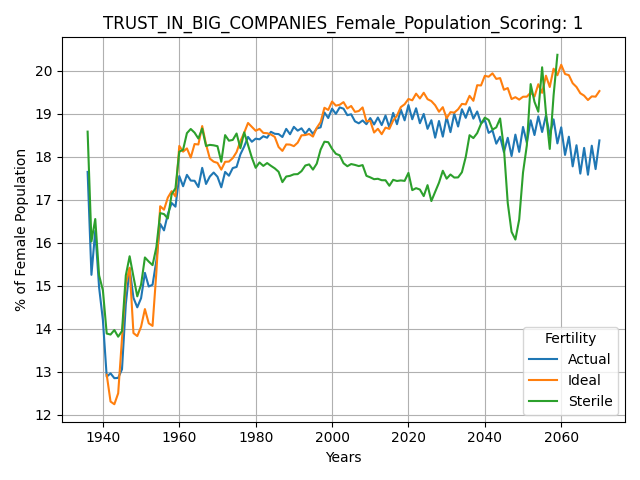 TRUST_IN_BIG_COMPANIES_Female_Population_Scoring: 1
% of Female Population
20
19
18
17
16
15
14
13
12
1940 1960 1980 2000 2020 2040 2060
Years
Fertility
Actual
Ideal
Sterile